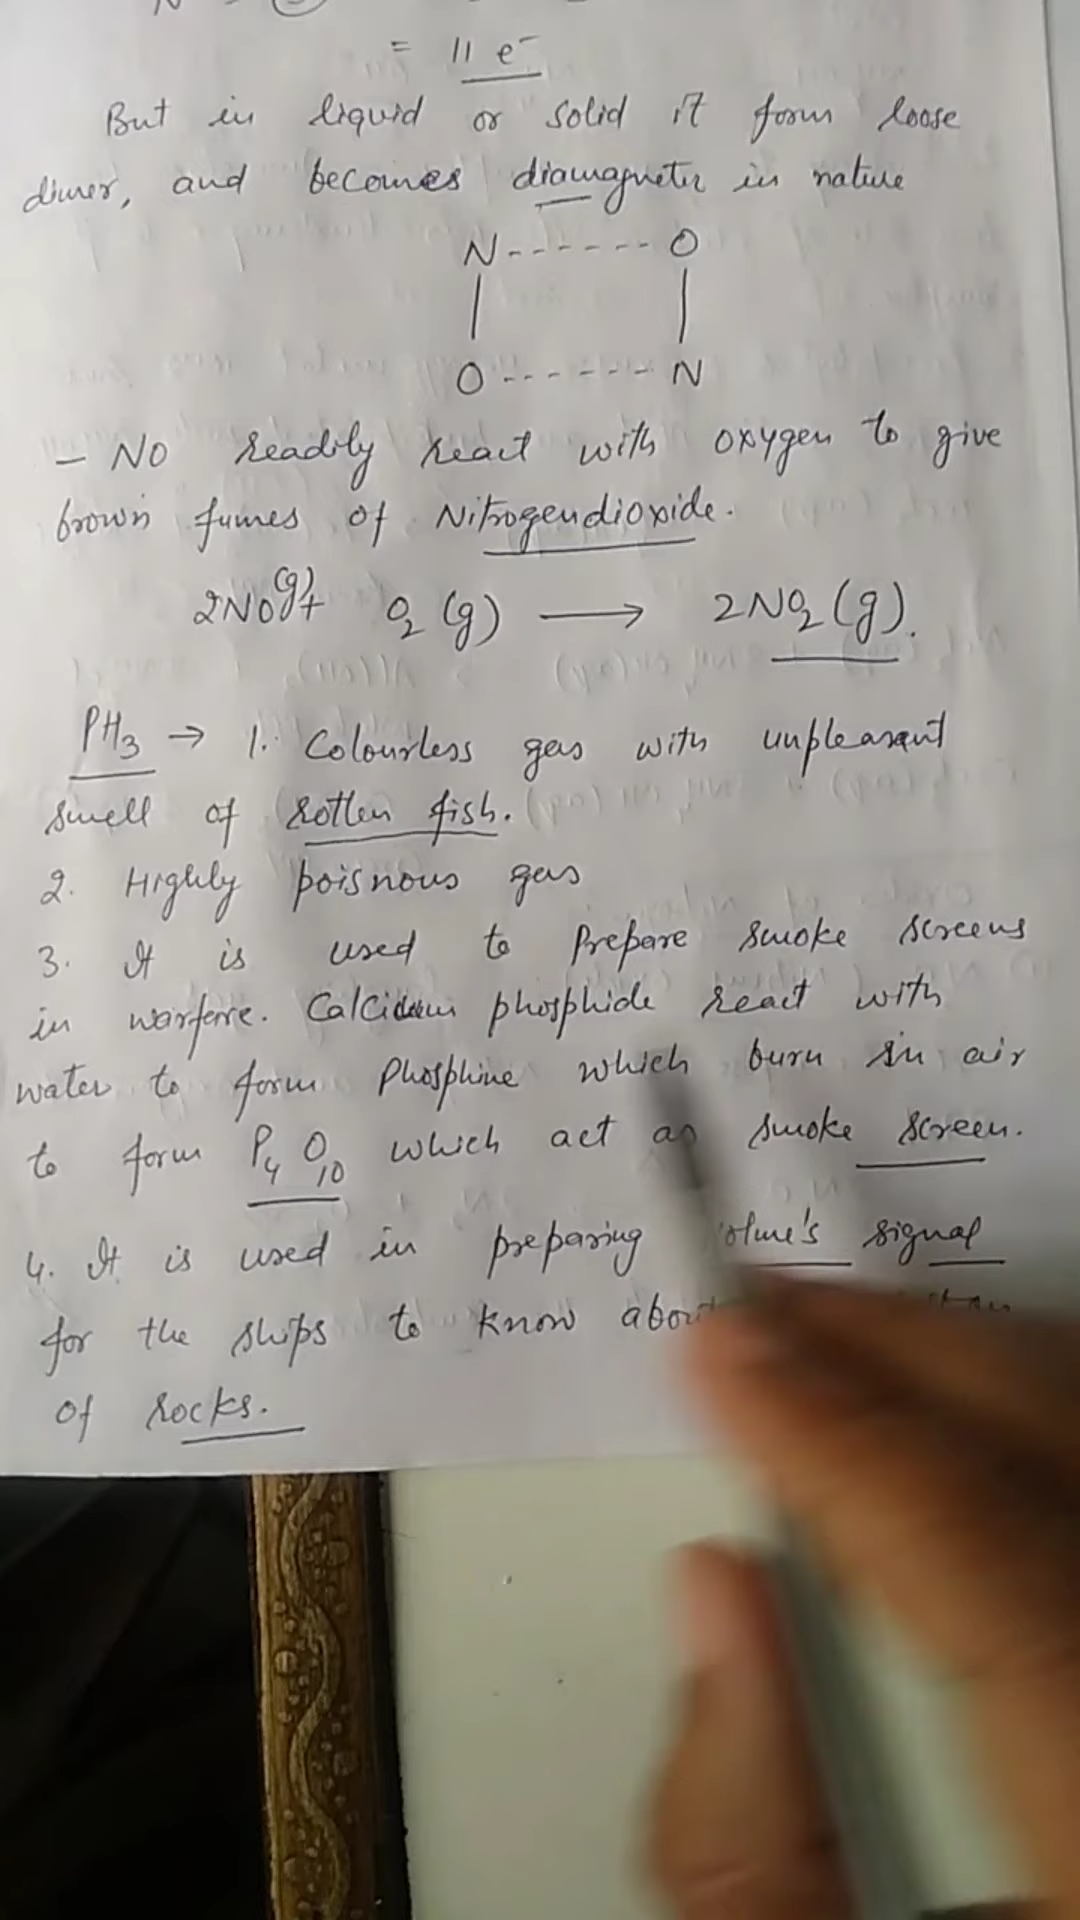 = 11 e⁻
But in liquid or solid it form loose
dimer, and becomes diamagnetic in nature
N------O
| |
O------N
- NO readily react with oxygen to give
brown fumes of Nitrogendioxide.
2NO(g)+ O₂ (g) ⟶ 2NO₂ (g).
PH₃ → 1. Colourless gas with unpleasant
smell of rotten fish.
2. Highly poisnous gas
3. It is used to prepare smoke screens
in warfare. Calcium phosphide react with
water to form Phosphine which burn in air
to form P₄O₁₀ which act as smoke screen.
4. It is used in preparing signal
for the ships to know about
of rocks.